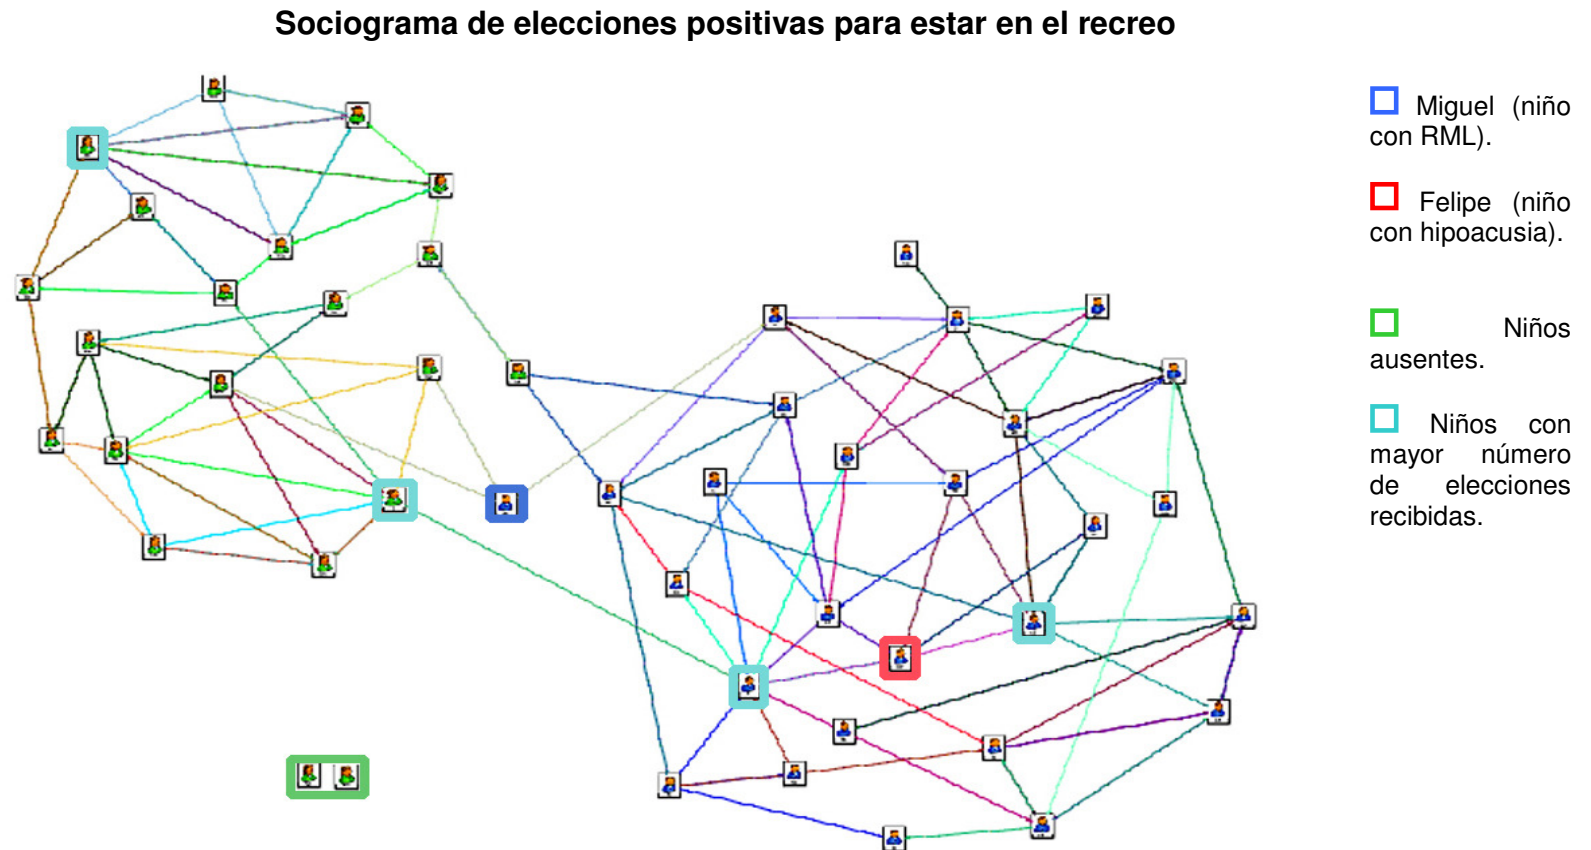 Sociograma de elecciones positivas para estar en el recreo
Miguel (niño
con RML).
Felipe (niño
con hipoacusia).
Niños
ausentes.
Niños con
mayor número
de elecciones
recibidas.